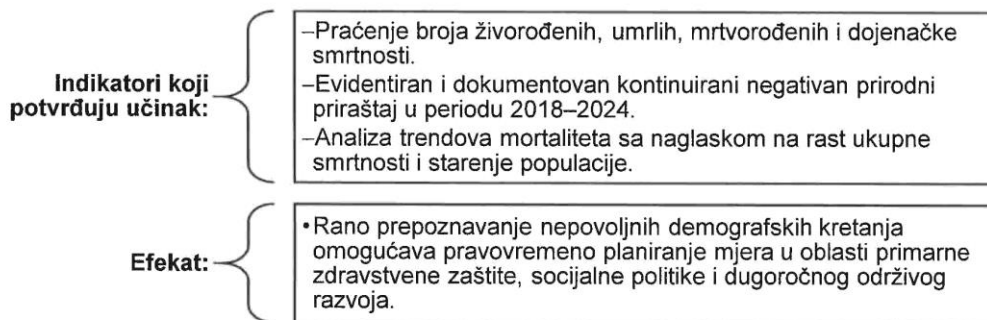 Indikatori koji
potvrđuju učinak:
–Praćenje broja živorođenih, umrlih, mrtvorođenih i dojenačke
smrtnosti.
–Evidentiran i dokumentovan kontinuirani negativan prirodni
priraštaj u periodu 2018–2024.
–Analiza trendova mortaliteta sa naglaskom na rast ukupne
smrtnosti i starenje populacije.
Efekat:
•Rano prepoznavanje nepovoljnih demografskih kretanja
omogućava pravovremeno planiranje mjera u oblasti primarne
zdravstvene zaštite, socijalne politike i dugoročnog održivog
razvoja.